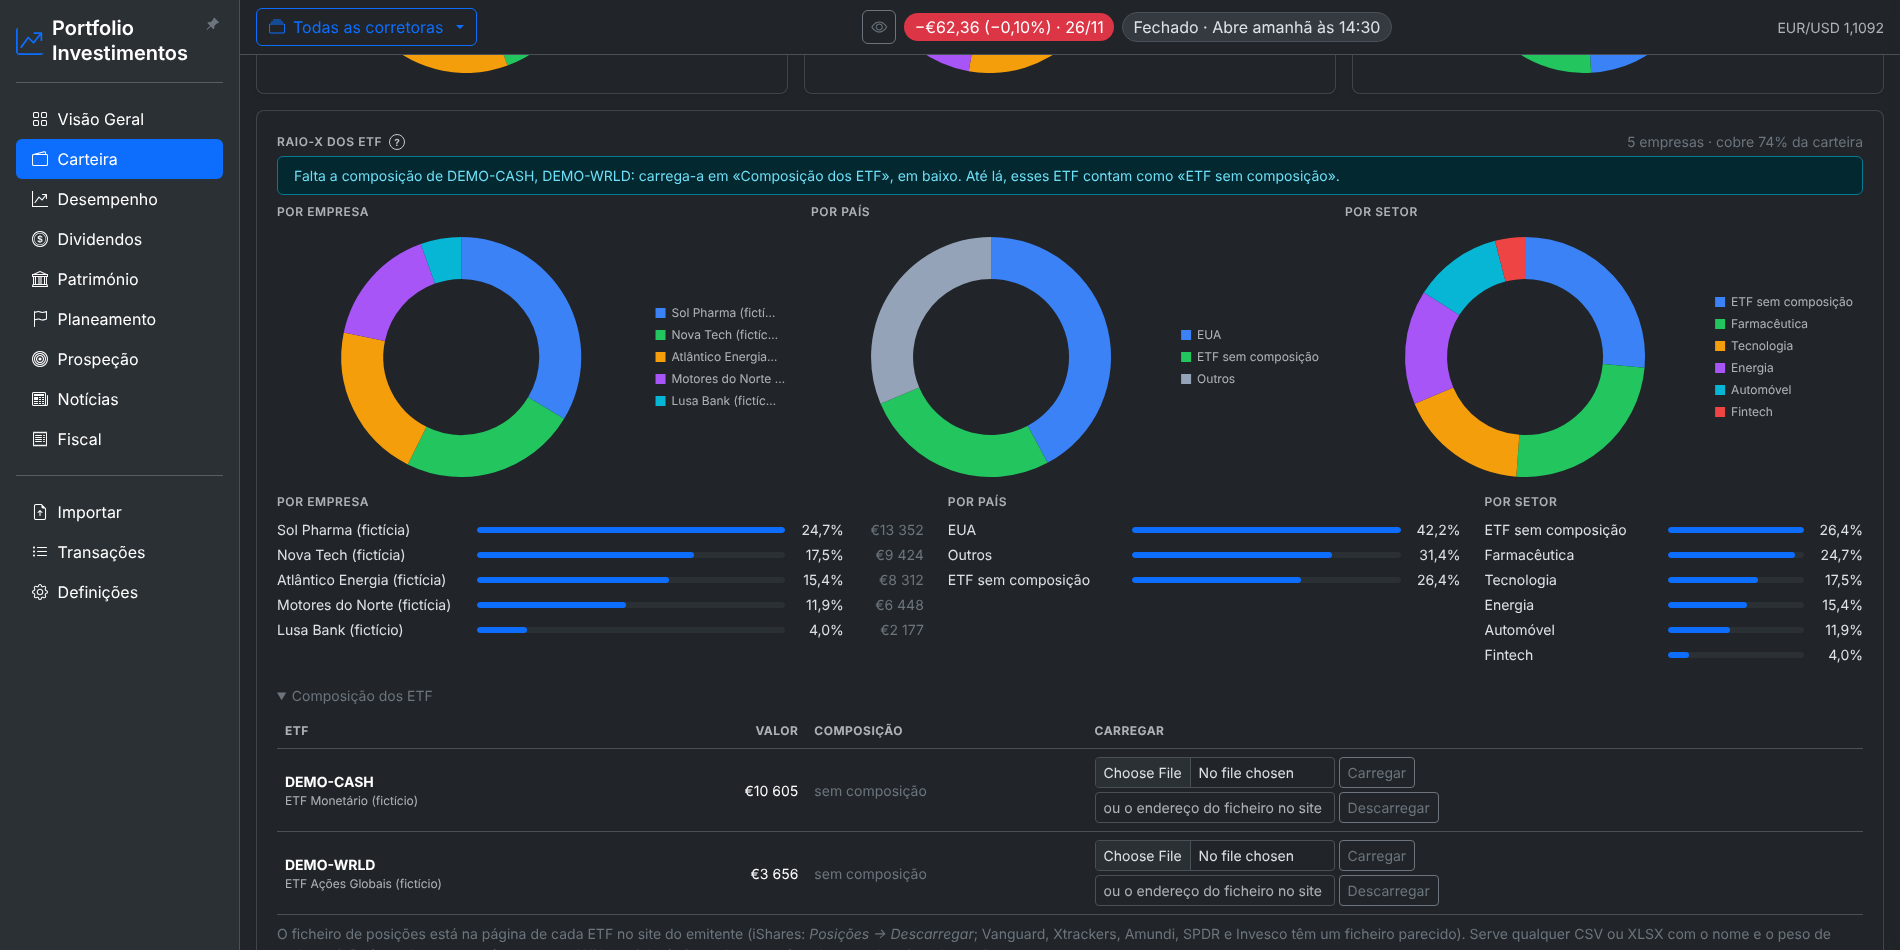 Portfolio
Investimentos
Visão Geral
Carteira
Desempenho
Dividendos
Património
Planeamento
Prospeção
Notícias
Fiscal
Importar
Transações
Definições
Todas as corretoras
−€62,36 (−0,10%) · 26/11
Fechado · Abre amanhã às 14:30
EUR/USD 1,1092
RAIO-X DOS ETF ?
5 empresas · cobre 74% da carteira
Falta a composição de DEMO-CASH, DEMO-WRLD: carrega-a em «Composição dos ETF», em baixo. Até lá, esses ETF contam como «ETF sem composição».
POR EMPRESA
Sol Pharma (fictí...
Nova Tech (fictíc...
Atlântico Energia...
Motores do Norte ...
Lusa Bank (fictíc...
POR PAÍS
EUA
ETF sem composição
Outros
POR SETOR
ETF sem composição
Farmacêutica
Tecnologia
Energia
Automóvel
Fintech
POR EMPRESA
Sol Pharma (fictícia) 24,7% €13 352
Nova Tech (fictícia) 17,5% €9 424
Atlântico Energia (fictícia) 15,4% €8 312
Motores do Norte (fictícia) 11,9% €6 448
Lusa Bank (fictício) 4,0% €2 177
POR PAÍS
EUA 42,2%
Outros 31,4%
ETF sem composição 26,4%
POR SETOR
ETF sem composição 26,4%
Farmacêutica 24,7%
Tecnologia 17,5%
Energia 15,4%
Automóvel 11,9%
Fintech 4,0%
▼ Composição dos ETF
ETF VALOR COMPOSIÇÃO CARREGAR
DEMO-CASH
ETF Monetário (fictício)
€10 605 sem composição
Choose File No file chosen Carregar
ou o endereço do ficheiro no site Descarregar
DEMO-WRLD
ETF Ações Globais (fictício)
€3 656 sem composição
Choose File No file chosen Carregar
ou o endereço do ficheiro no site Descarregar
O ficheiro de posições está na página de cada ETF no site do emitente (iShares: Posições → Descarregar; Vanguard, Xtrackers, Amundi, SPDR e Invesco têm um ficheiro parecido). Serve qualquer CSV ou XLSX com o nome e o peso de